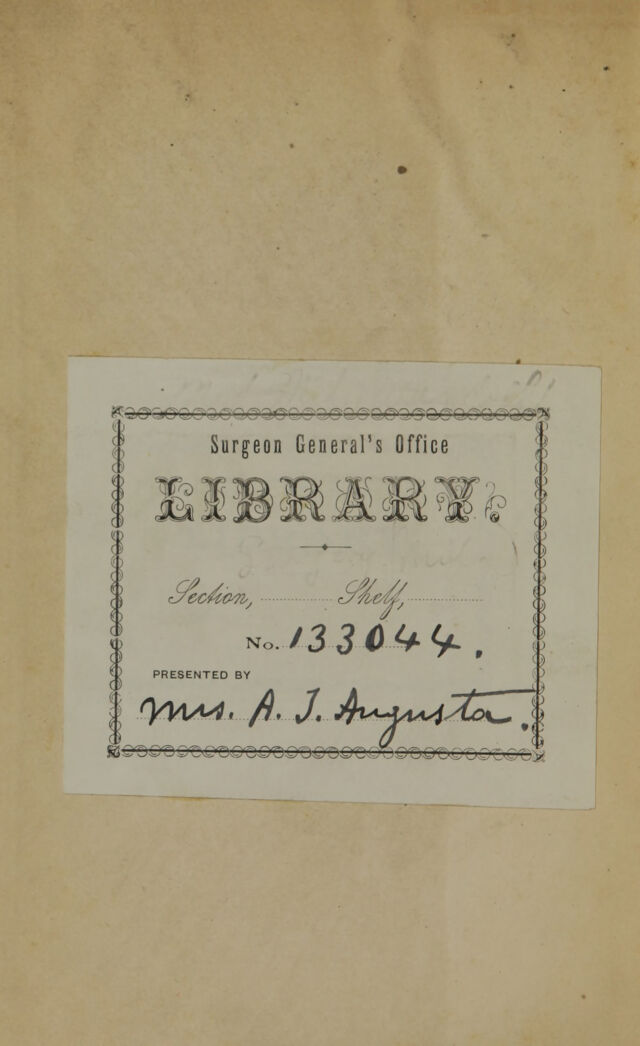 Surgeon General's Office
LIBRARY.
Section, Shelf,
No. 133044.
PRESENTED BY
Mrs. A. J. Augusta.